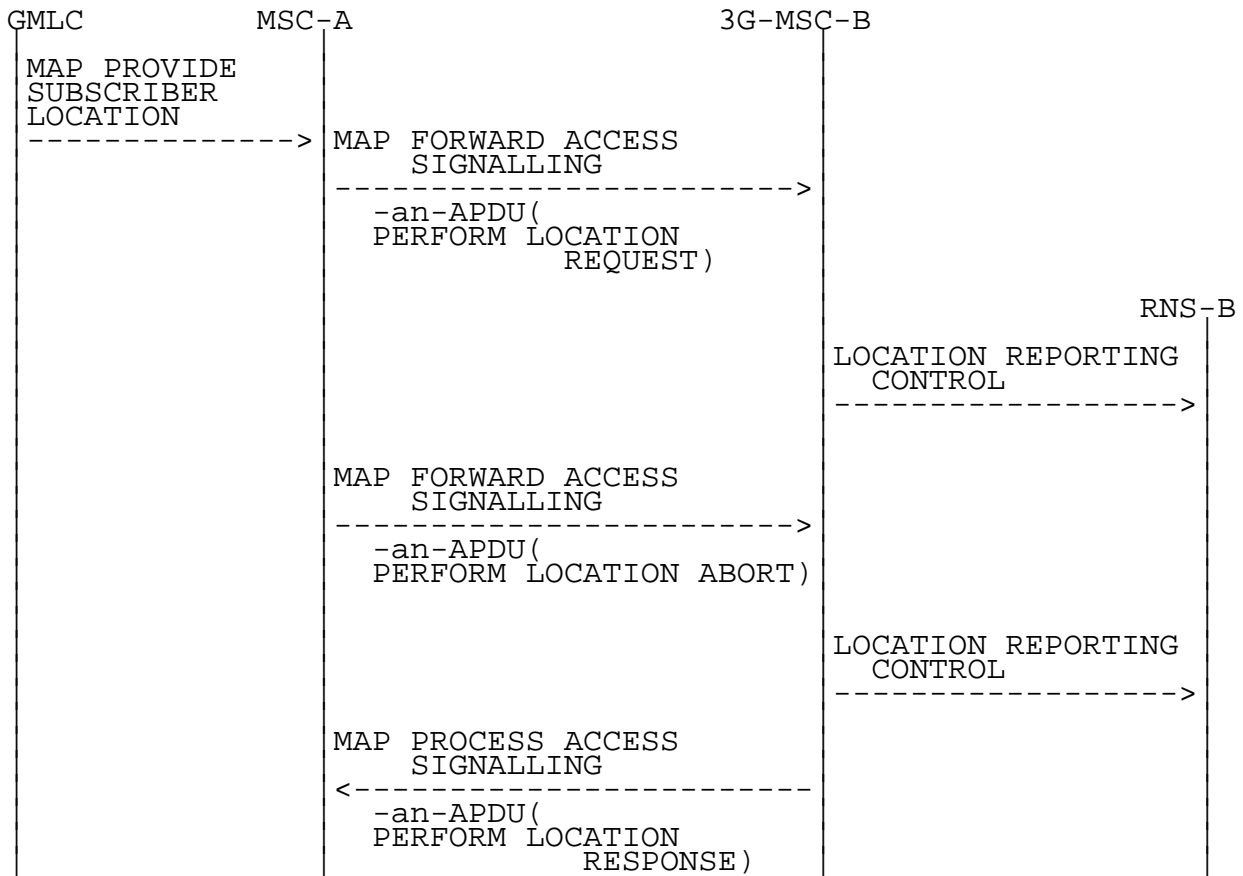 GMLC MSC-A 3G-MSC-B
MAP PROVIDE
SUBSCRIBER
LOCATION
--------------> MAP FORWARD ACCESS
SIGNALLING
------------------------>
-an-APDU(
PERFORM LOCATION
REQUEST)
RNS-B
LOCATION REPORTING
CONTROL
------------------>
MAP FORWARD ACCESS
SIGNALLING
------------------------>
-an-APDU(
PERFORM LOCATION ABORT)
LOCATION REPORTING
CONTROL
------------------>
MAP PROCESS ACCESS
SIGNALLING
<------------------------
-an-APDU(
PERFORM LOCATION
RESPONSE)